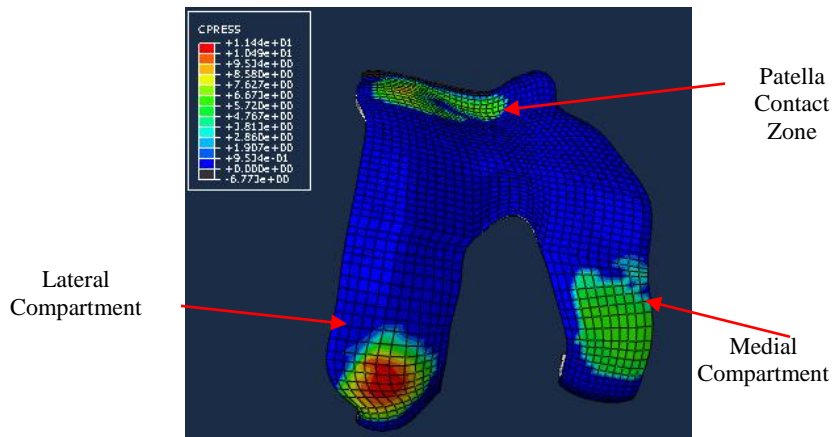 CPRESS
+1.144e+01
+1.049e+01
+9.534e+00
+8.580e+00
+7.627e+00
+6.673e+00
+5.720e+00
+4.767e+00
+3.813e+00
+2.860e+00
+1.907e+00
+9.534e-01
+0.000e+00
-6.773e+00
Patella
Contact
Zone
Lateral
Compartment
Medial
Compartment